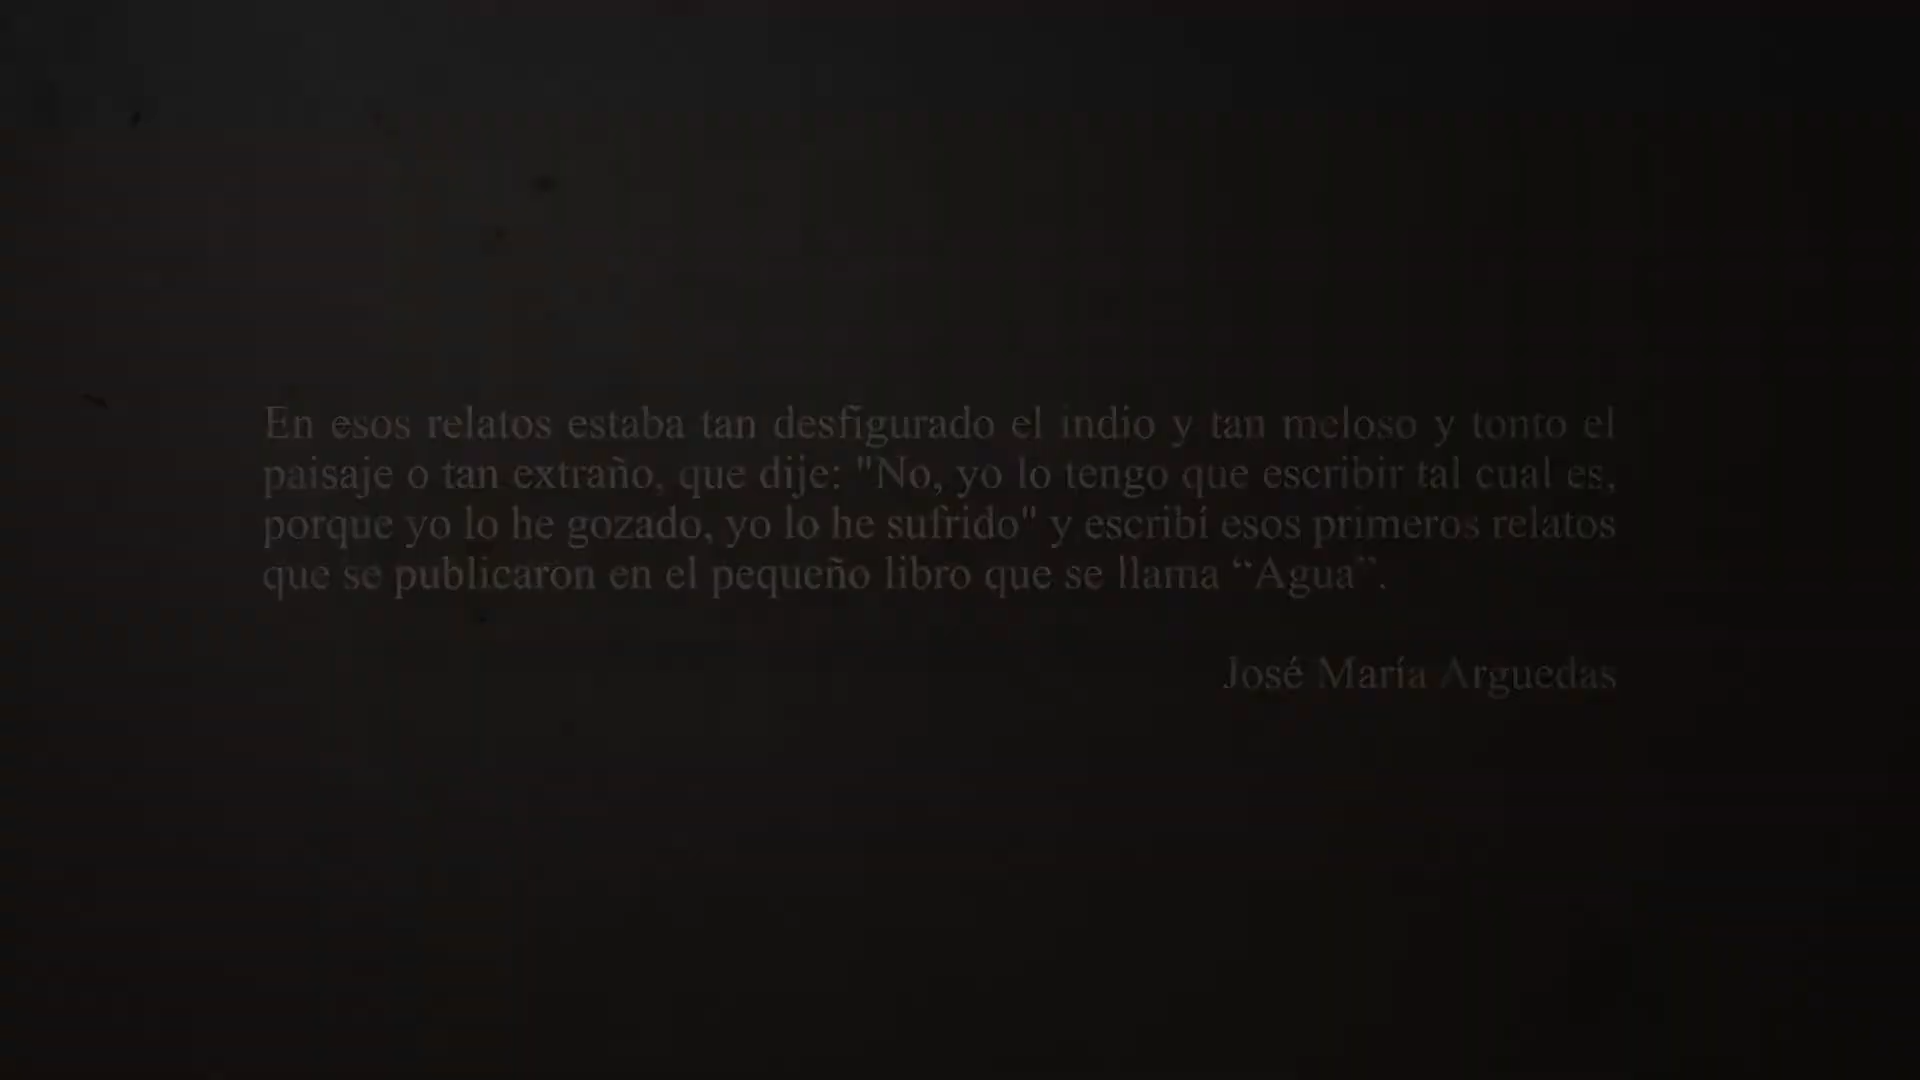 En esos relatos estaba tan desfigurado el indio y tan meloso y tonto el
paisaje o tan extraño, que dije: "No, yo lo tengo que escribir tal cual es,
porque yo lo he gozado, yo lo he sufrido" y escribí esos primeros relatos
que se publicaron en el pequeño libro que se llama “Agua”.
José María Arguedas